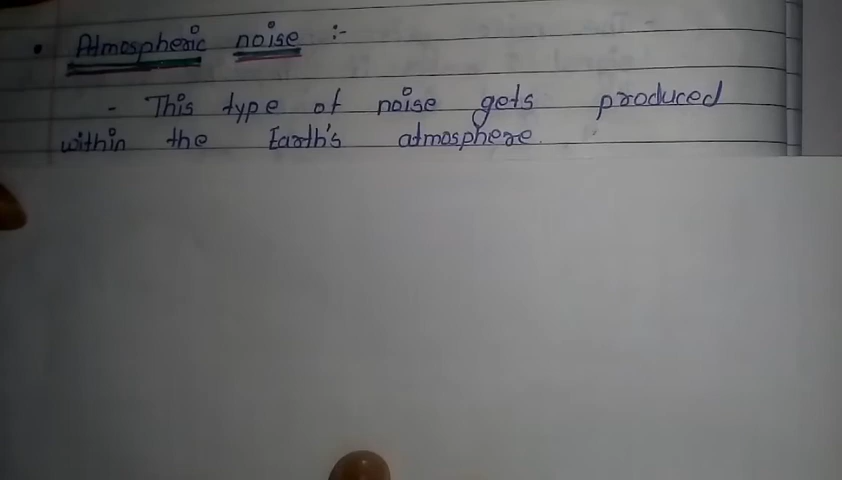 • Atmospheric noise :-
- This type of noise gets produced
within the Earth's atmosphere.